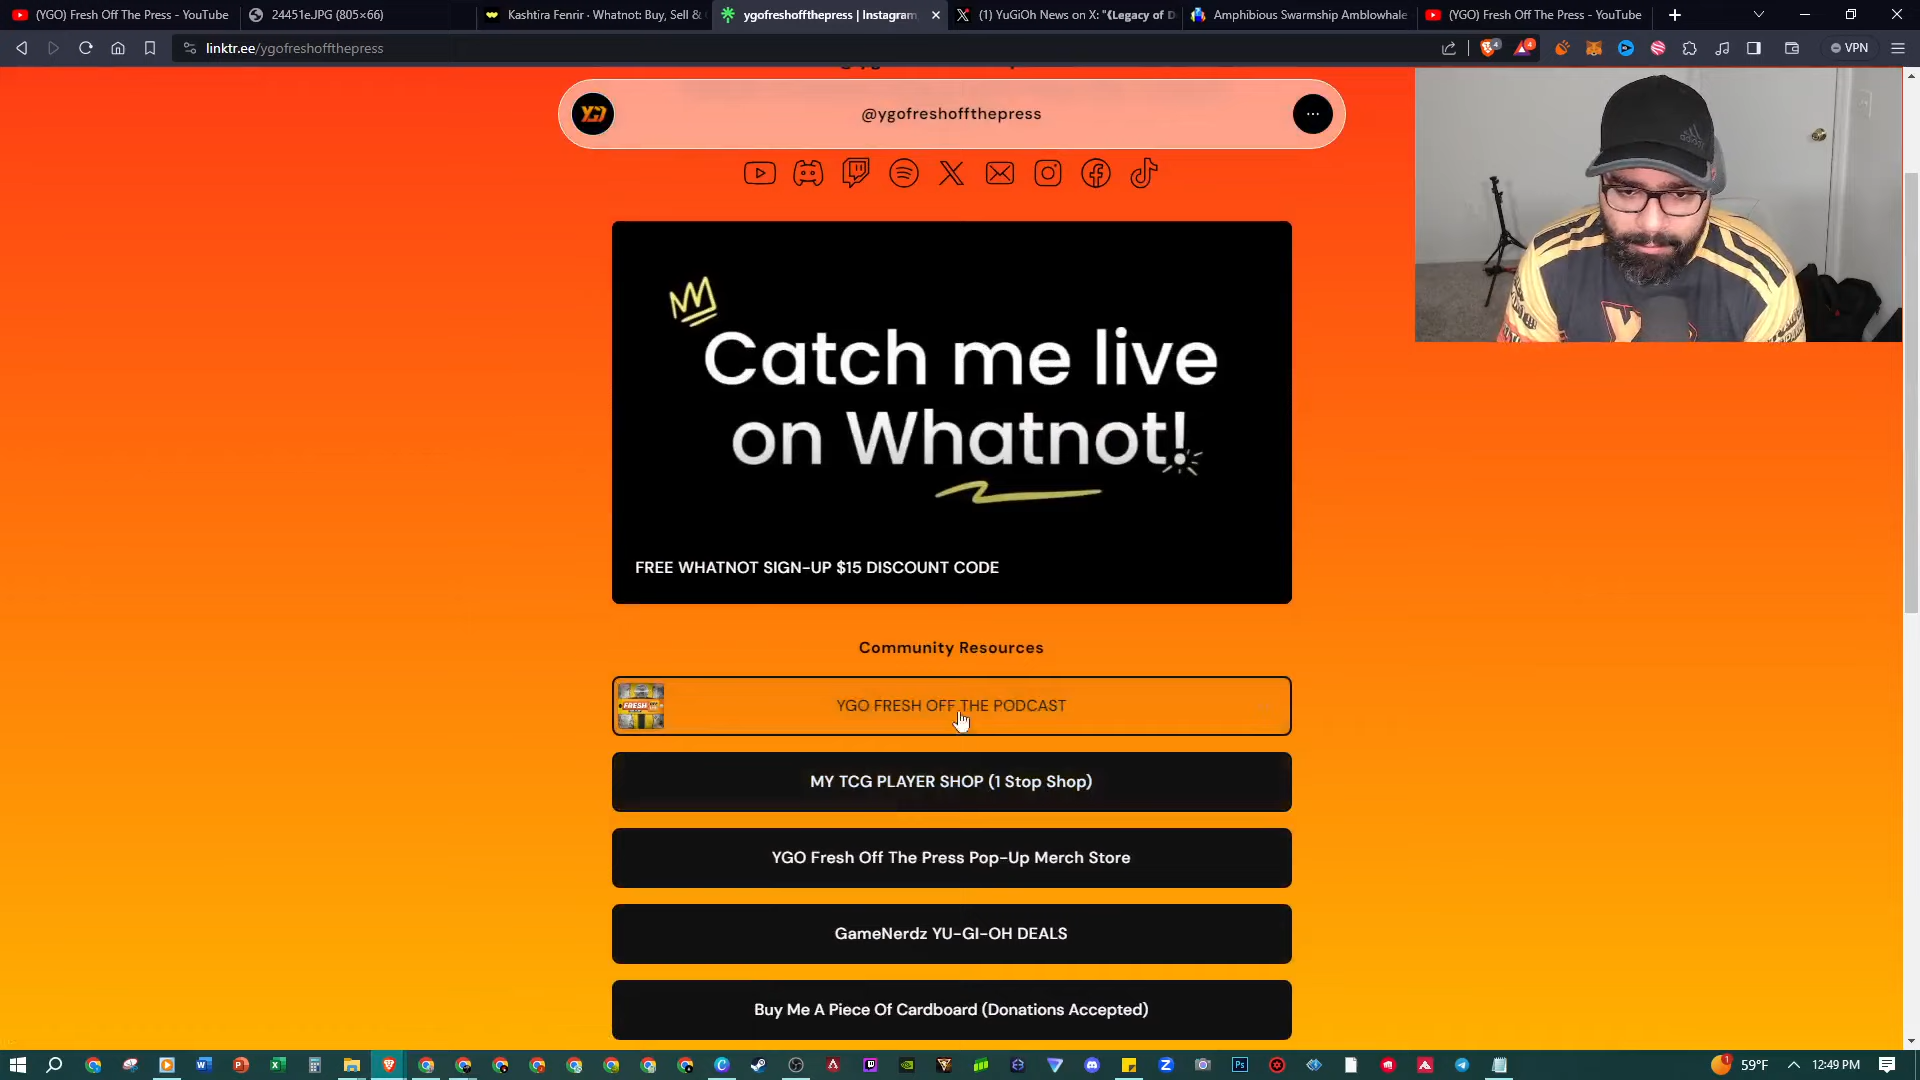 (YGO) Fresh Off The Press - YouTube
24451e.JPG (805×66)
Kashtira Fenrir - Whatnot: Buy, Sell &
ygofreshoffthepress | Instagram,
(1) YuGiOh News on X: "《Legacy of D
Amphibious Swarmship Amblowhale
(YGO) Fresh Off The Press - YouTube
linktr.ee/ygofreshoffthepress
VPN
YGO
@ygofreshoffthepress
Catch me live
on Whatnot!
FREE WHATNOT SIGN-UP $15 DISCOUNT CODE
Community Resources
FRESH
YGO FRESH OFF THE PODCAST
MY TCG PLAYER SHOP (1 Stop Shop)
YGO Fresh Off The Press Pop-Up Merch Store
GameNerdz YU-GI-OH DEALS
Buy Me A Piece Of Cardboard (Donations Accepted)
59°F
12:49 PM